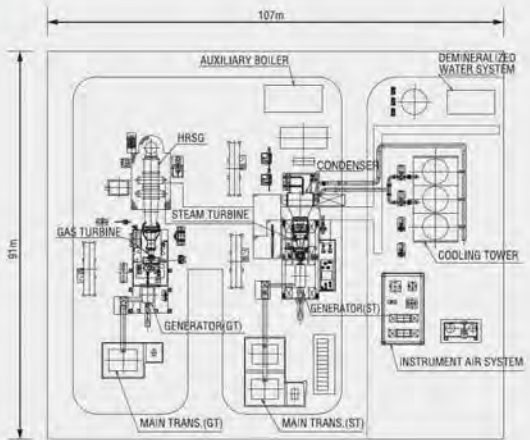 107m
AUXILIARY BOILER
DEMINERALIZED
WATER SYSTEM
HRSG
CONDENSER
STEAM TURBINE
GAS TURBINE
91m
COOLING TOWER
GENERATOR(GT)
GENERATOR(ST)
INSTRUMENT AIR SYSTEM
MAIN TRANS.(GT)
MAIN TRANS.(ST)